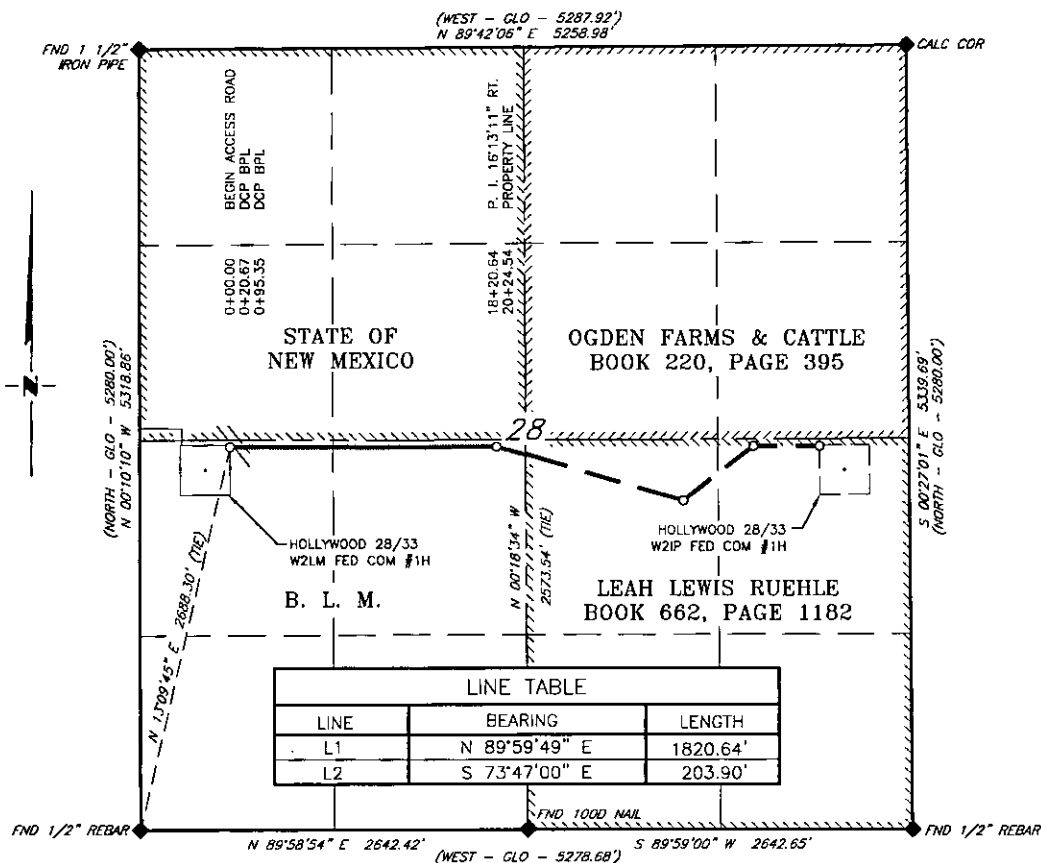 (WEST - GLO - 5287.92')
N 89°42'06" E 5258.98'
FND 1 1/2"
IRON PIPE
CALC COR
BEGIN ACCESS ROAD
DCP BPL
DCP BPL
0+00.00
0+20.67
0+95.35
P. I. 16°13'11" RT.
PROPERTY LINE
18+20.64
20+24.54
STATE OF
NEW MEXICO
OGDEN FARMS & CATTLE
BOOK 220, PAGE 395
Z
(NORTH - GLO - 5280.00')
N 00°10'10" W 5318.86'
S 00°27'01" E 5339.69'
(NORTH - GLO - 5280.00')
28
HOLLYWOOD 28/33
W2LM FED COM #1H
HOLLYWOOD 28/33
W2IP FED COM #1H
N 00°18'34" W
2573.54' (TIE)
B. L. M.
LEAH LEWIS RUEHLE
BOOK 662, PAGE 1182
N 13°09'45" E 2688.30' (TIE)
LINE TABLE
LINE BEARING LENGTH
L1 N 89°59'49" E 1820.64'
L2 S 73°47'00" E 203.90'
FND 1/2" REBAR
FND 100D NAIL
FND 1/2" REBAR
N 89°58'54" E 2642.42'
S 89°59'00" W 2642.65'
(WEST - GLO - 5278.68')